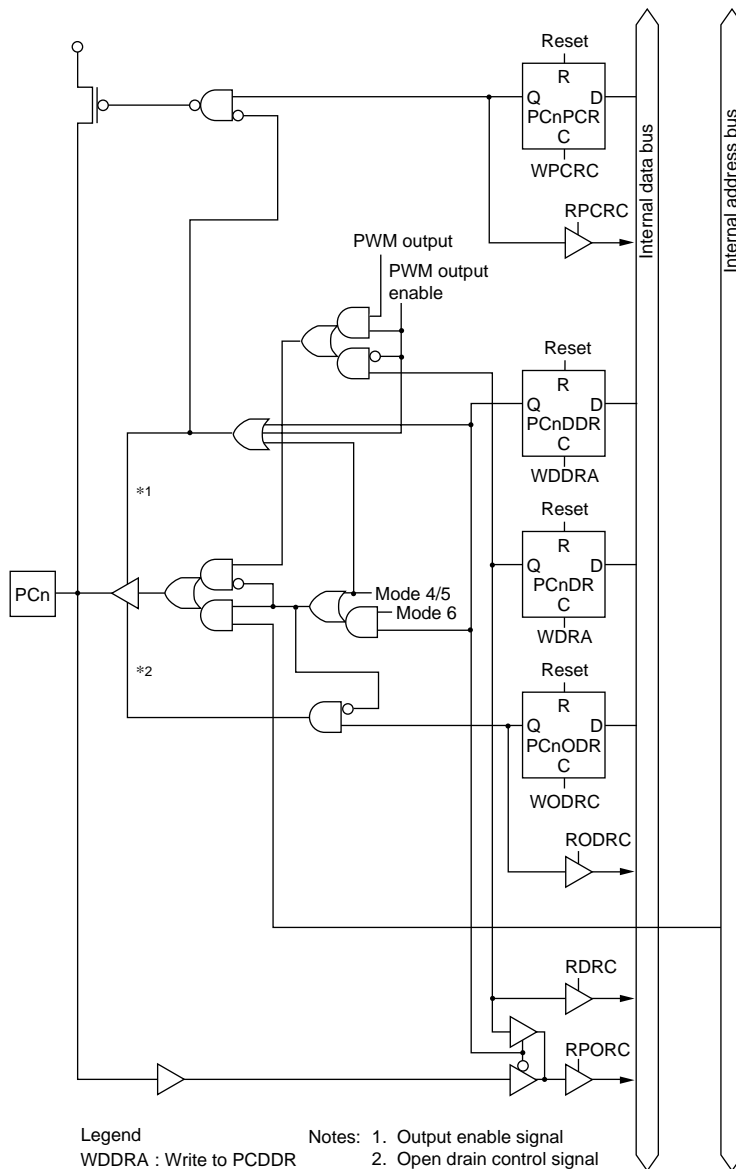 Reset
R
Q D
PCnPCR
C
WPCRC
RPCRC
Internal data bus
Internal address bus
PWM output
PWM output
enable
Reset
R
Q D
PCnDDR
C
WDDRA
*1
Reset
R
Q D
PCnDR
C
WDRA
PCn
Mode 4/5
Mode 6
*2
Reset
R
Q D
PCnODR
C
WODRC
RODRC
RDRC
RPORC
Legend
WDDRA : Write to PCDDR
Notes: 1. Output enable signal
2. Open drain control signal